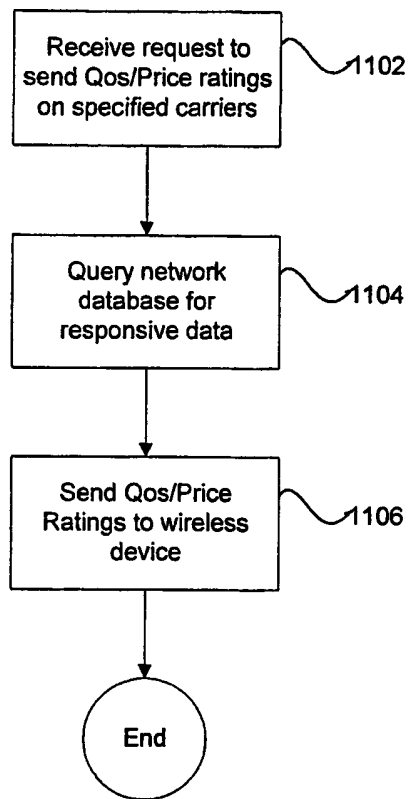 Receive request to
send Qos/Price ratings
on specified carriers
1102
Query network
database for
responsive data
1104
Send Qos/Price
Ratings to wireless
device
1106
End